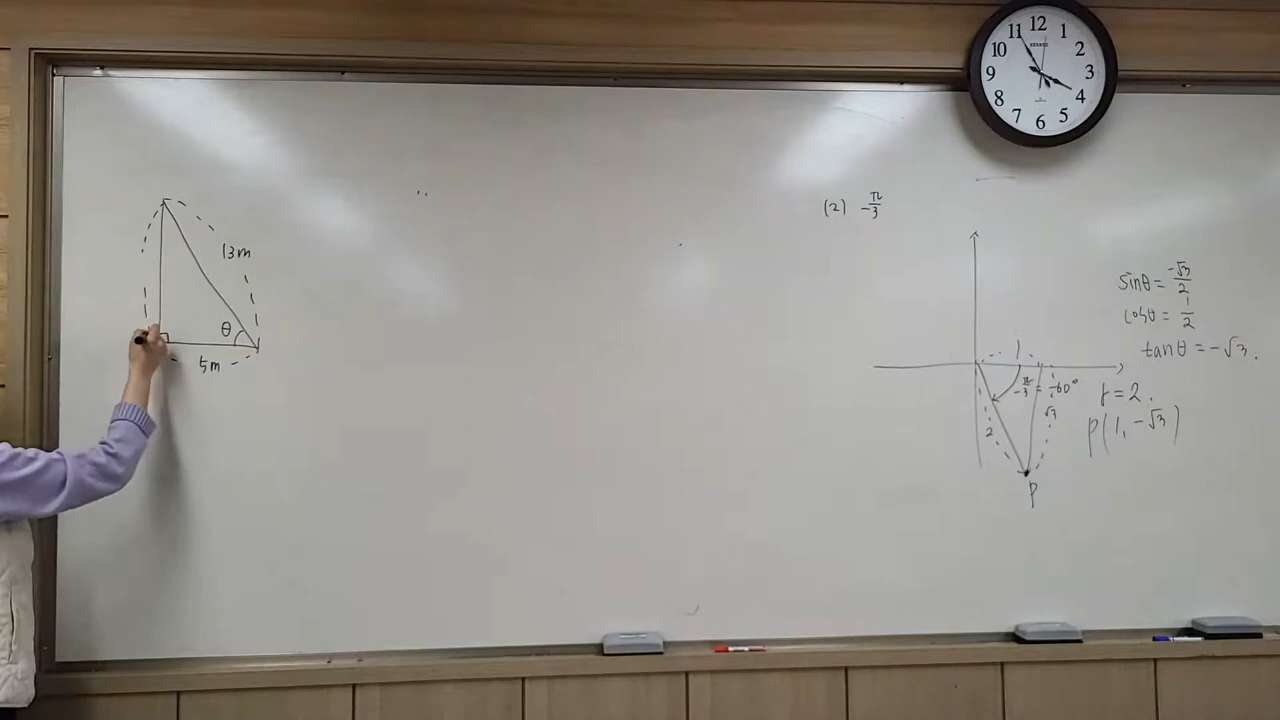 12
11 1
10 2
9 3
8 4
7 5
6
13m
θ
5m
(2) -π/3
sinθ = -√3/2
cosθ = 1/2
tanθ = -√3.
1
-π/3 = -60°
r = 2.
√3
P(1, -√3)
2
P